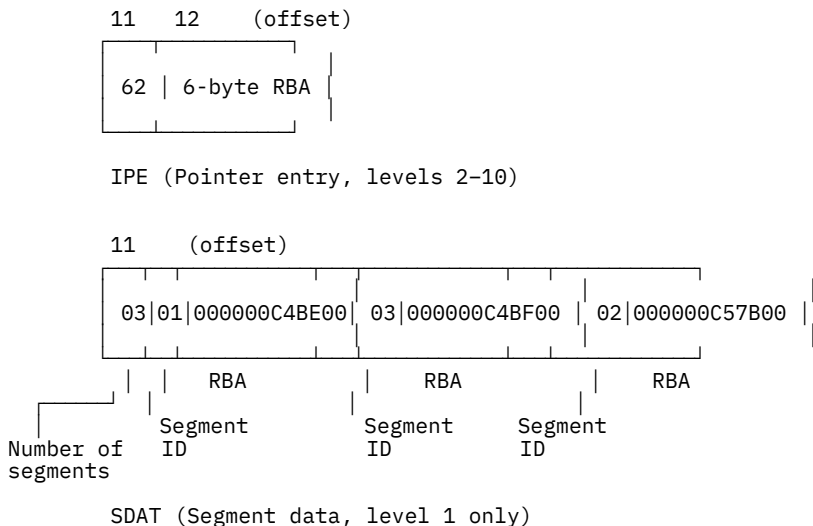 11 12 (offset)
62 | 6-byte RBA
IPE (Pointer entry, levels 2–10)
11 (offset)
03|01|000000C4BE00| 03|000000C4BF00 | 02|000000C57B00 |
RBA RBA RBA
Segment Segment Segment
Number of ID ID ID
segments
SDAT (Segment data, level 1 only)